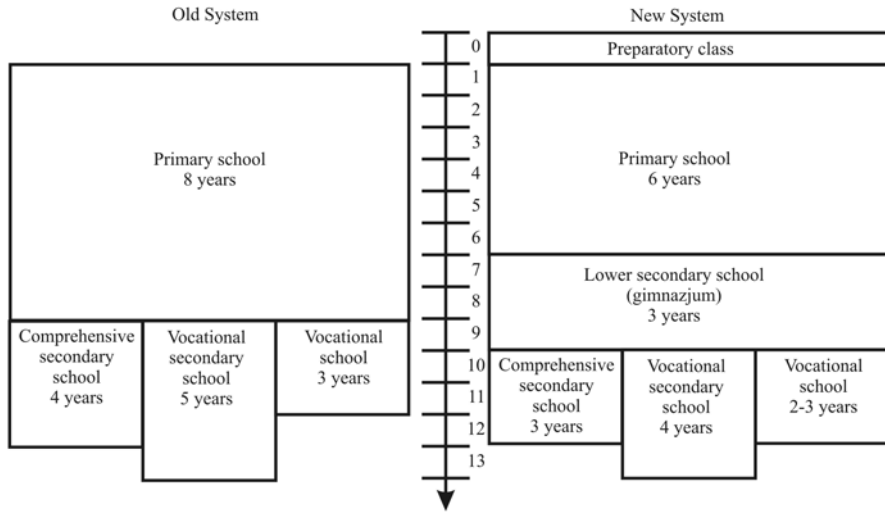 Old System
New System
0
1
2
3
4
5
6
7
8
9
10
11
12
13
Primary school
8 years
Comprehensive
secondary
school
4 years
Vocational
secondary
school
5 years
Vocational
school
3 years
Preparatory class
Primary school
6 years
Lower secondary school
(gimnazjum)
3 years
Comprehensive
secondary
school
3 years
Vocational
secondary
school
4 years
Vocational
school
2-3 years